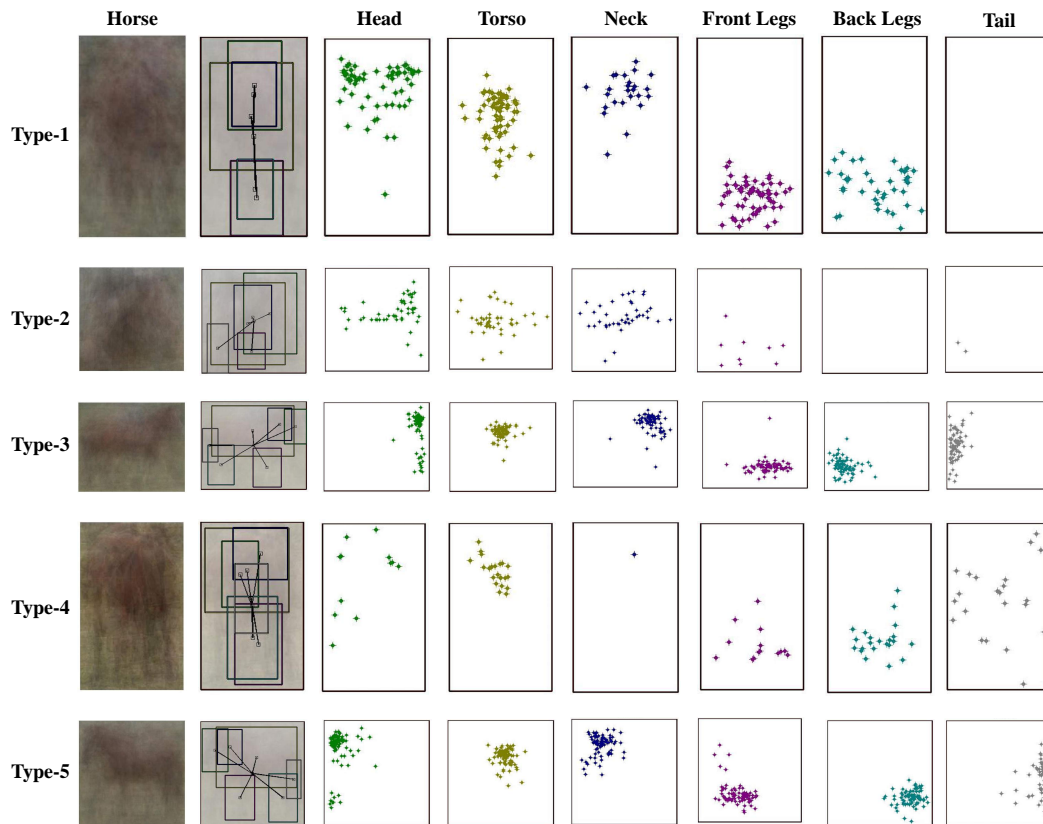 Horse Head Torso Neck Front Legs Back Legs Tail
Type-1
Type-2
Type-3
Type-4
Type-5